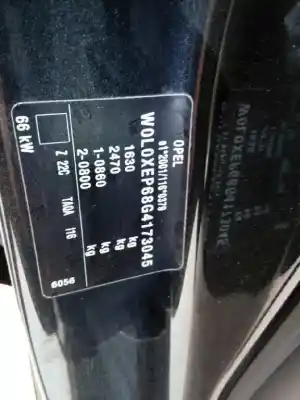 OPEL
e1*2001/116*0379
W0L0XEP68G4173045
1630 kg
2470 kg
1-0860 kg
2-0800 kg
Z 22C TADA I16
66 kW
6056